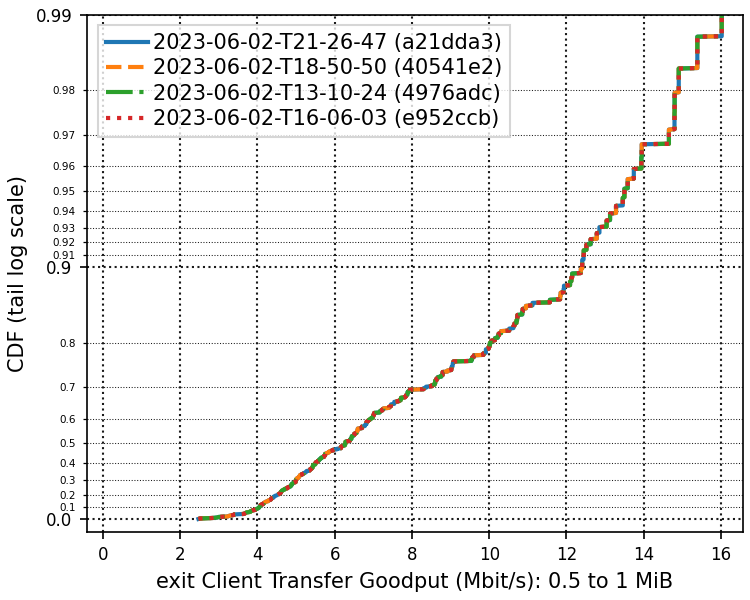 0.99
0.98
0.97
0.96
0.95
0.94
0.93
0.92
0.91
0.9
0.8
0.7
0.6
0.5
0.4
0.3
0.2
0.1
0.0
CDF (tail log scale)
2023-06-02-T21-26-47 (a21dda3)
2023-06-02-T18-50-50 (40541e2)
2023-06-02-T13-10-24 (4976adc)
2023-06-02-T16-06-03 (e952ccb)
0 2 4 6 8 10 12 14 16
exit Client Transfer Goodput (Mbit/s): 0.5 to 1 MiB